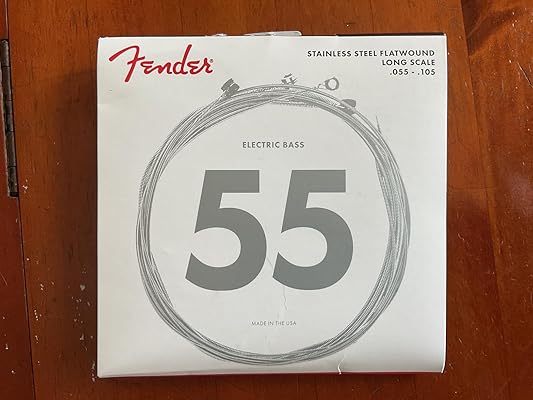 Fender
STAINLESS STEEL FLATWOUND
LONG SCALE
.055 - .105
ELECTRIC BASS
55
MADE IN THE USA